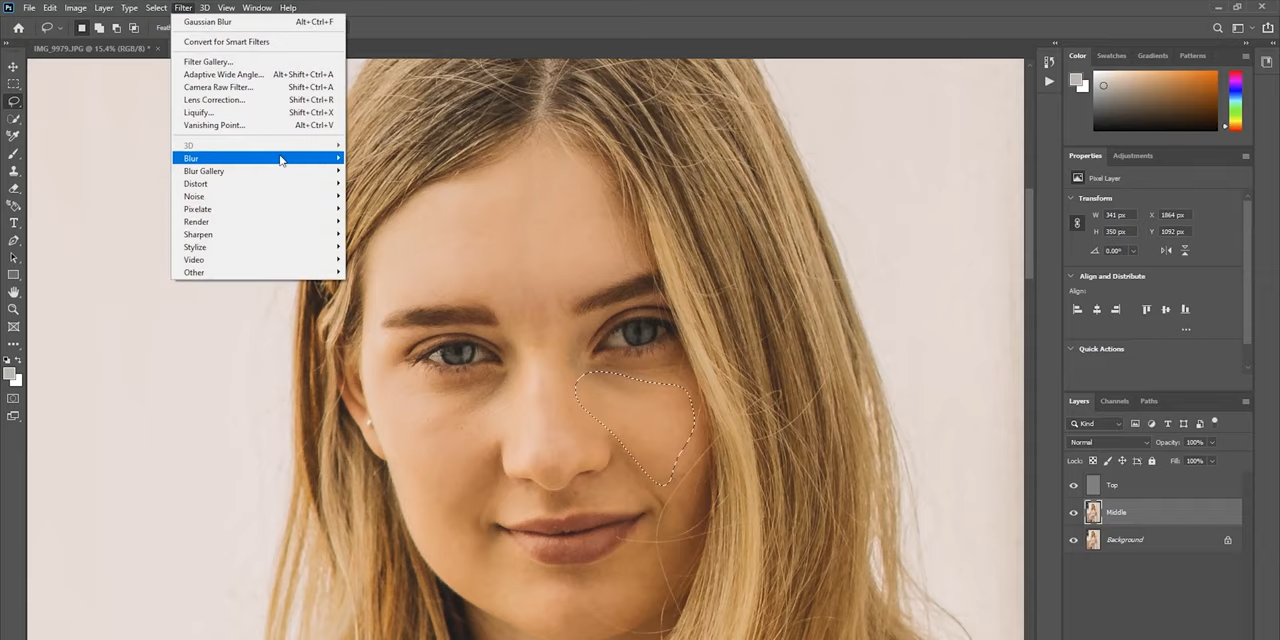 Ps File Edit Image Layer Type Select Filter 3D View Window Help
Feath
IMG_9979.JPG @ 15.4% (RGB/8) * ×
Gaussian Blur Alt+Ctrl+F
Convert for Smart Filters
Filter Gallery...
Adaptive Wide Angle... Alt+Shift+Ctrl+A
Camera Raw Filter... Shift+Ctrl+A
Lens Correction... Shift+Ctrl+R
Liquify... Shift+Ctrl+X
Vanishing Point... Alt+Ctrl+V
3D
Blur
Blur Gallery
Distort
Noise
Pixelate
Render
Sharpen
Stylize
Video
Other
Color Swatches Gradients Patterns
Properties Adjustments
Pixel Layer
Transform
W 341 px X 1864 px
H 350 px Y 1092 px
0.00°
Align and Distribute
Align:
Quick Actions
Layers Channels Paths
Kind
Normal Opacity: 100%
Lock: Fill: 100%
Top
Middle
Background